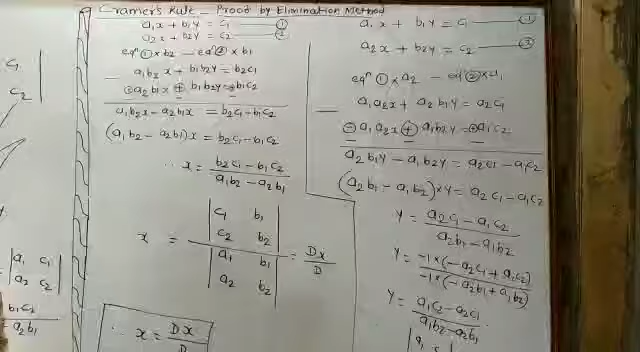 Cramer's Rule - Proof by Elimination Method
a₁x + b₁y = c₁ — ①
a₂x + b₂y = c₂ — ②
eqⁿ ① × b₂ - eqⁿ ② × b₁
a₁b₂x + b₁b₂y = b₂c₁
a₂b₁x + b₁b₂y = b₁c₂
a₁b₂x - a₂b₁x = b₂c₁ - b₁c₂
(a₁b₂ - a₂b₁)x = b₂c₁ - b₁c₂
∴ x = b₂c₁ - b₁c₂ / a₁b₂ - a₂b₁
x = | c₁ b₁ |
| c₂ b₂ |
| a₁ b₁ |
| a₂ b₂ | = Dx / D
∴ x = Dx / D
a₁x + b₁y = c₁ — ①
a₂x + b₂y = c₂ — ②
eqⁿ ① × a₂ - eqⁿ ② × a₁
a₁a₂x + a₂b₁y = a₂c₁
a₁a₂x + a₁b₂y = a₁c₂
a₂b₁y - a₁b₂y = a₂c₁ - a₁c₂
(a₂b₁ - a₁b₂) × y = a₂c₁ - a₁c₂
y = a₂c₁ - a₁c₂ / a₂b₁ - a₁b₂
y = -1 × (-a₂c₁ + a₁c₂) / -1 × (-a₂b₁ + a₁b₂)
y = a₁c₂ - a₂c₁ / a₁b₂ - a₂b₁
c₁
c₂
| a₁ c₁ |
| a₂ c₂ |
b₁c₂
- a₂b₁